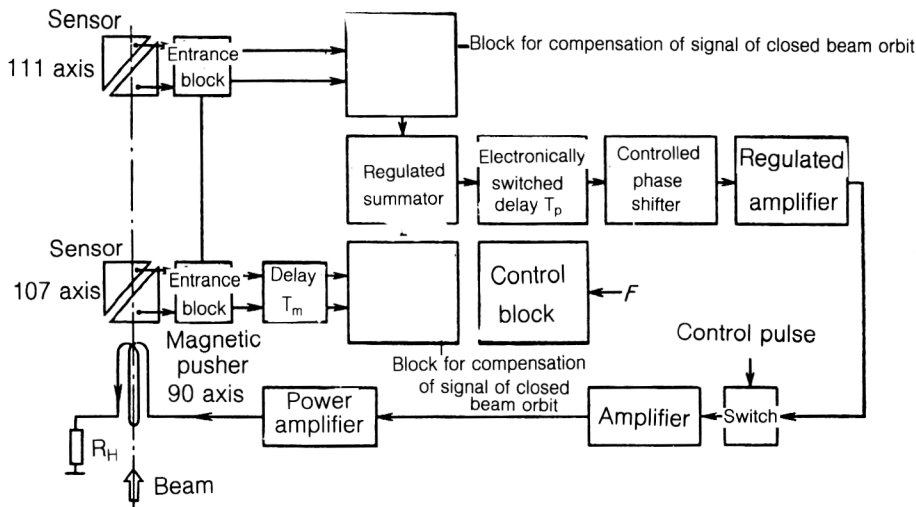 Sensor
111 axis
Entrance
block
Block for compensation of signal of closed beam orbit
Regulated
summator
Electronically
switched
delay Tp
Controlled
phase
shifter
Regulated
amplifier
Sensor
107 axis
Entrance
block
Delay
Tm
Control
block
F
Magnetic
pusher
90 axis
Block for compensation
of signal of closed
beam orbit
Control pulse
Power
amplifier
Amplifier
Switch
RH
Beam